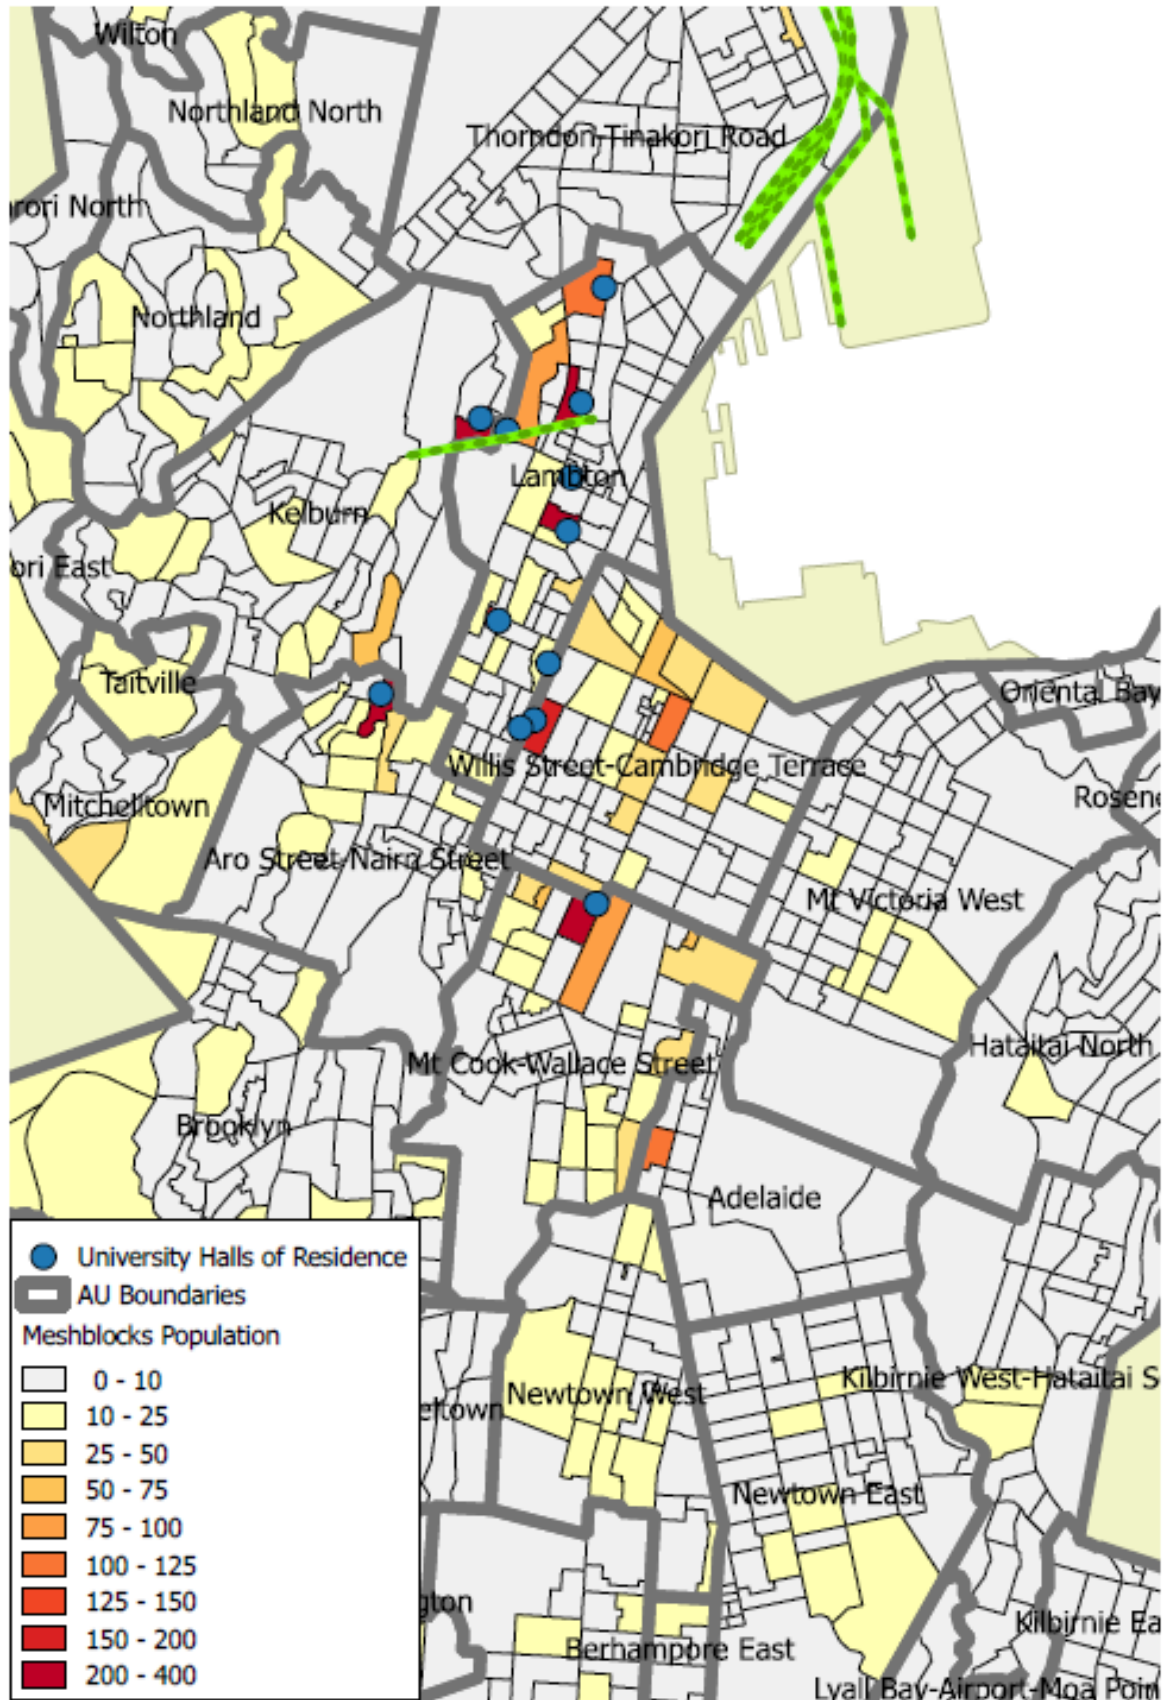 Wilton
Northland North
Thorndon-Tinakori Road
rori North
Northland
Lambton
Kelburn
ori East
Taitville
Oriental Bay
Willis Street-Cambridge Terrace
Mitchelltown
Rosene
Aro Street-Nairn Street
Mt Victoria West
Hataitai North
Mt Cook-Wallace Street
Brooklyn
Adelaide
University Halls of Residence
AU Boundaries
Meshblocks Population
0 - 10
10 - 25
25 - 50
50 - 75
75 - 100
100 - 125
125 - 150
150 - 200
200 - 400
Kilbirnie West-Hataitai S
Newtown West
eltown
Newtown East
gton
Kilbirnie Ea
Berhampore East
Lyall Bay-Airport-Moa Poin